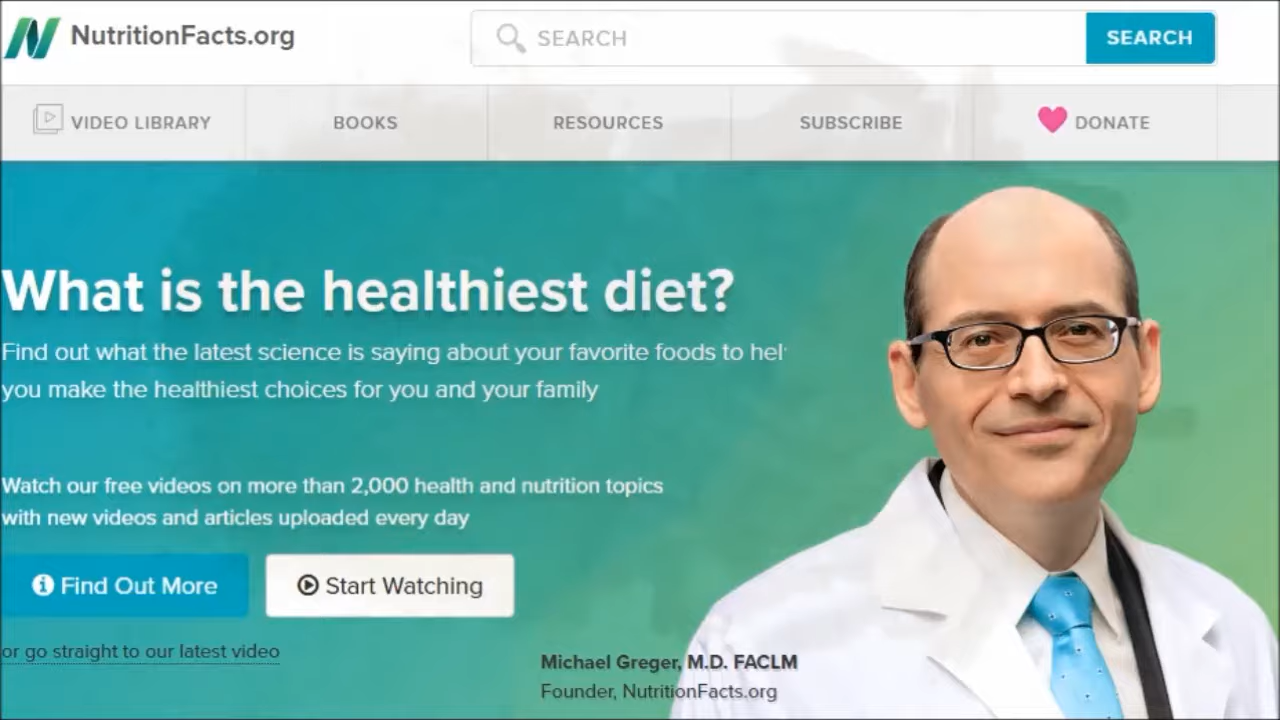 NutritionFacts.org
SEARCH
SEARCH
VIDEO LIBRARY
BOOKS
RESOURCES
SUBSCRIBE
DONATE
What is the healthiest diet?
Find out what the latest science is saying about your favorite foods to hel
you make the healthiest choices for you and your family
Watch our free videos on more than 2,000 health and nutrition topics
with new videos and articles uploaded every day
Find Out More
Start Watching
or go straight to our latest video
Michael Greger, M.D. FACLM
Founder, NutritionFacts.org